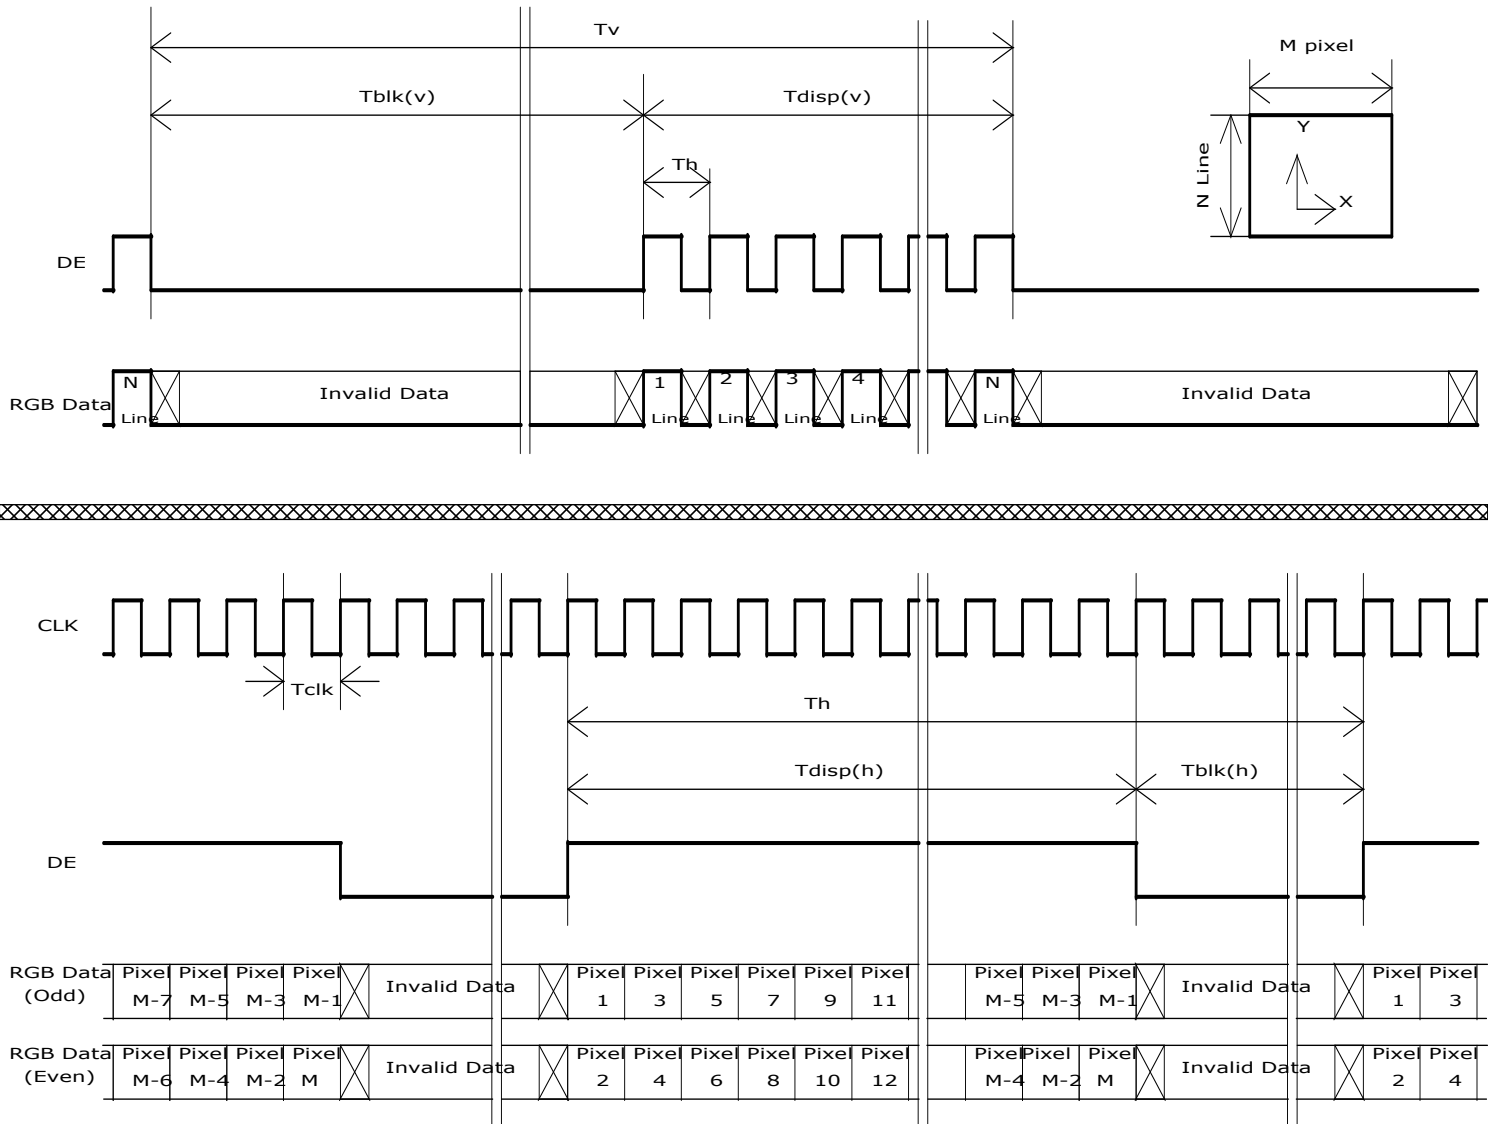 Tv
M pixel
Tblk(v)
Tdisp(v)
Y
Th
N Line
X
DE
N
1
2
3
4
N
Invalid Data
Invalid Data
RGB Data
Line
Line
Line
Line
Line
Line
CLK
Tclk
Th
Tdisp(h)
Tblk(h)
DE
RGB Data
(Odd)
Pixel Pixel Pixel Pixel
M-7 M-5 M-3 M-1
Invalid Data
Pixel Pixel Pixel Pixel Pixel Pixel
1 3 5 7 9 11
Pixel Pixel Pixel
M-5 M-3 M-1
Invalid Data
Pixel Pixel
1 3
RGB Data
(Even)
Pixel Pixel Pixel Pixel
M-6 M-4 M-2 M
Invalid Data
Pixel Pixel Pixel Pixel Pixel Pixel
2 4 6 8 10 12
Pixel Pixel Pixel
M-4 M-2 M
Invalid Data
Pixel Pixel
2 4